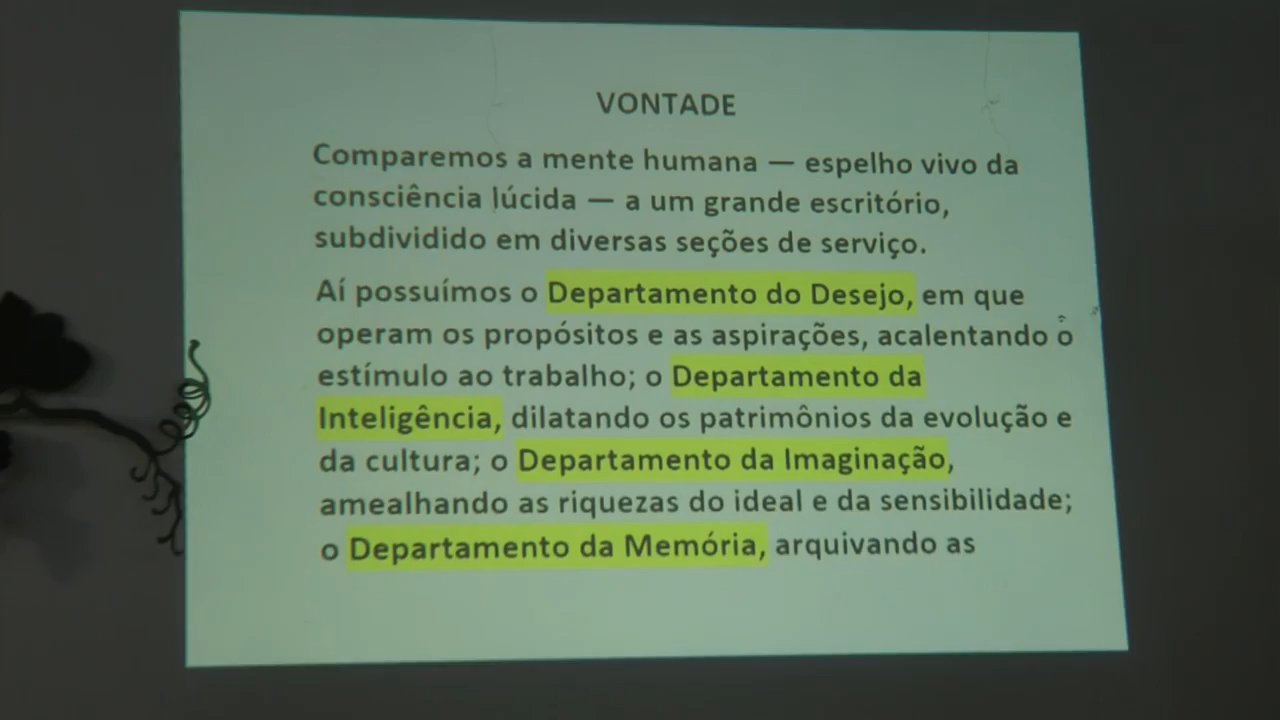 VONTADE
Comparemos a mente humana — espelho vivo da
consciência lúcida — a um grande escritório,
subdividido em diversas seções de serviço.
Aí possuímos o Departamento do Desejo, em que
operam os propósitos e as aspirações, acalentando o
estímulo ao trabalho; o Departamento da
Inteligência, dilatando os patrimônios da evolução e
da cultura; o Departamento da Imaginação,
amealhando as riquezas do ideal e da sensibilidade;
o Departamento da Memória, arquivando as